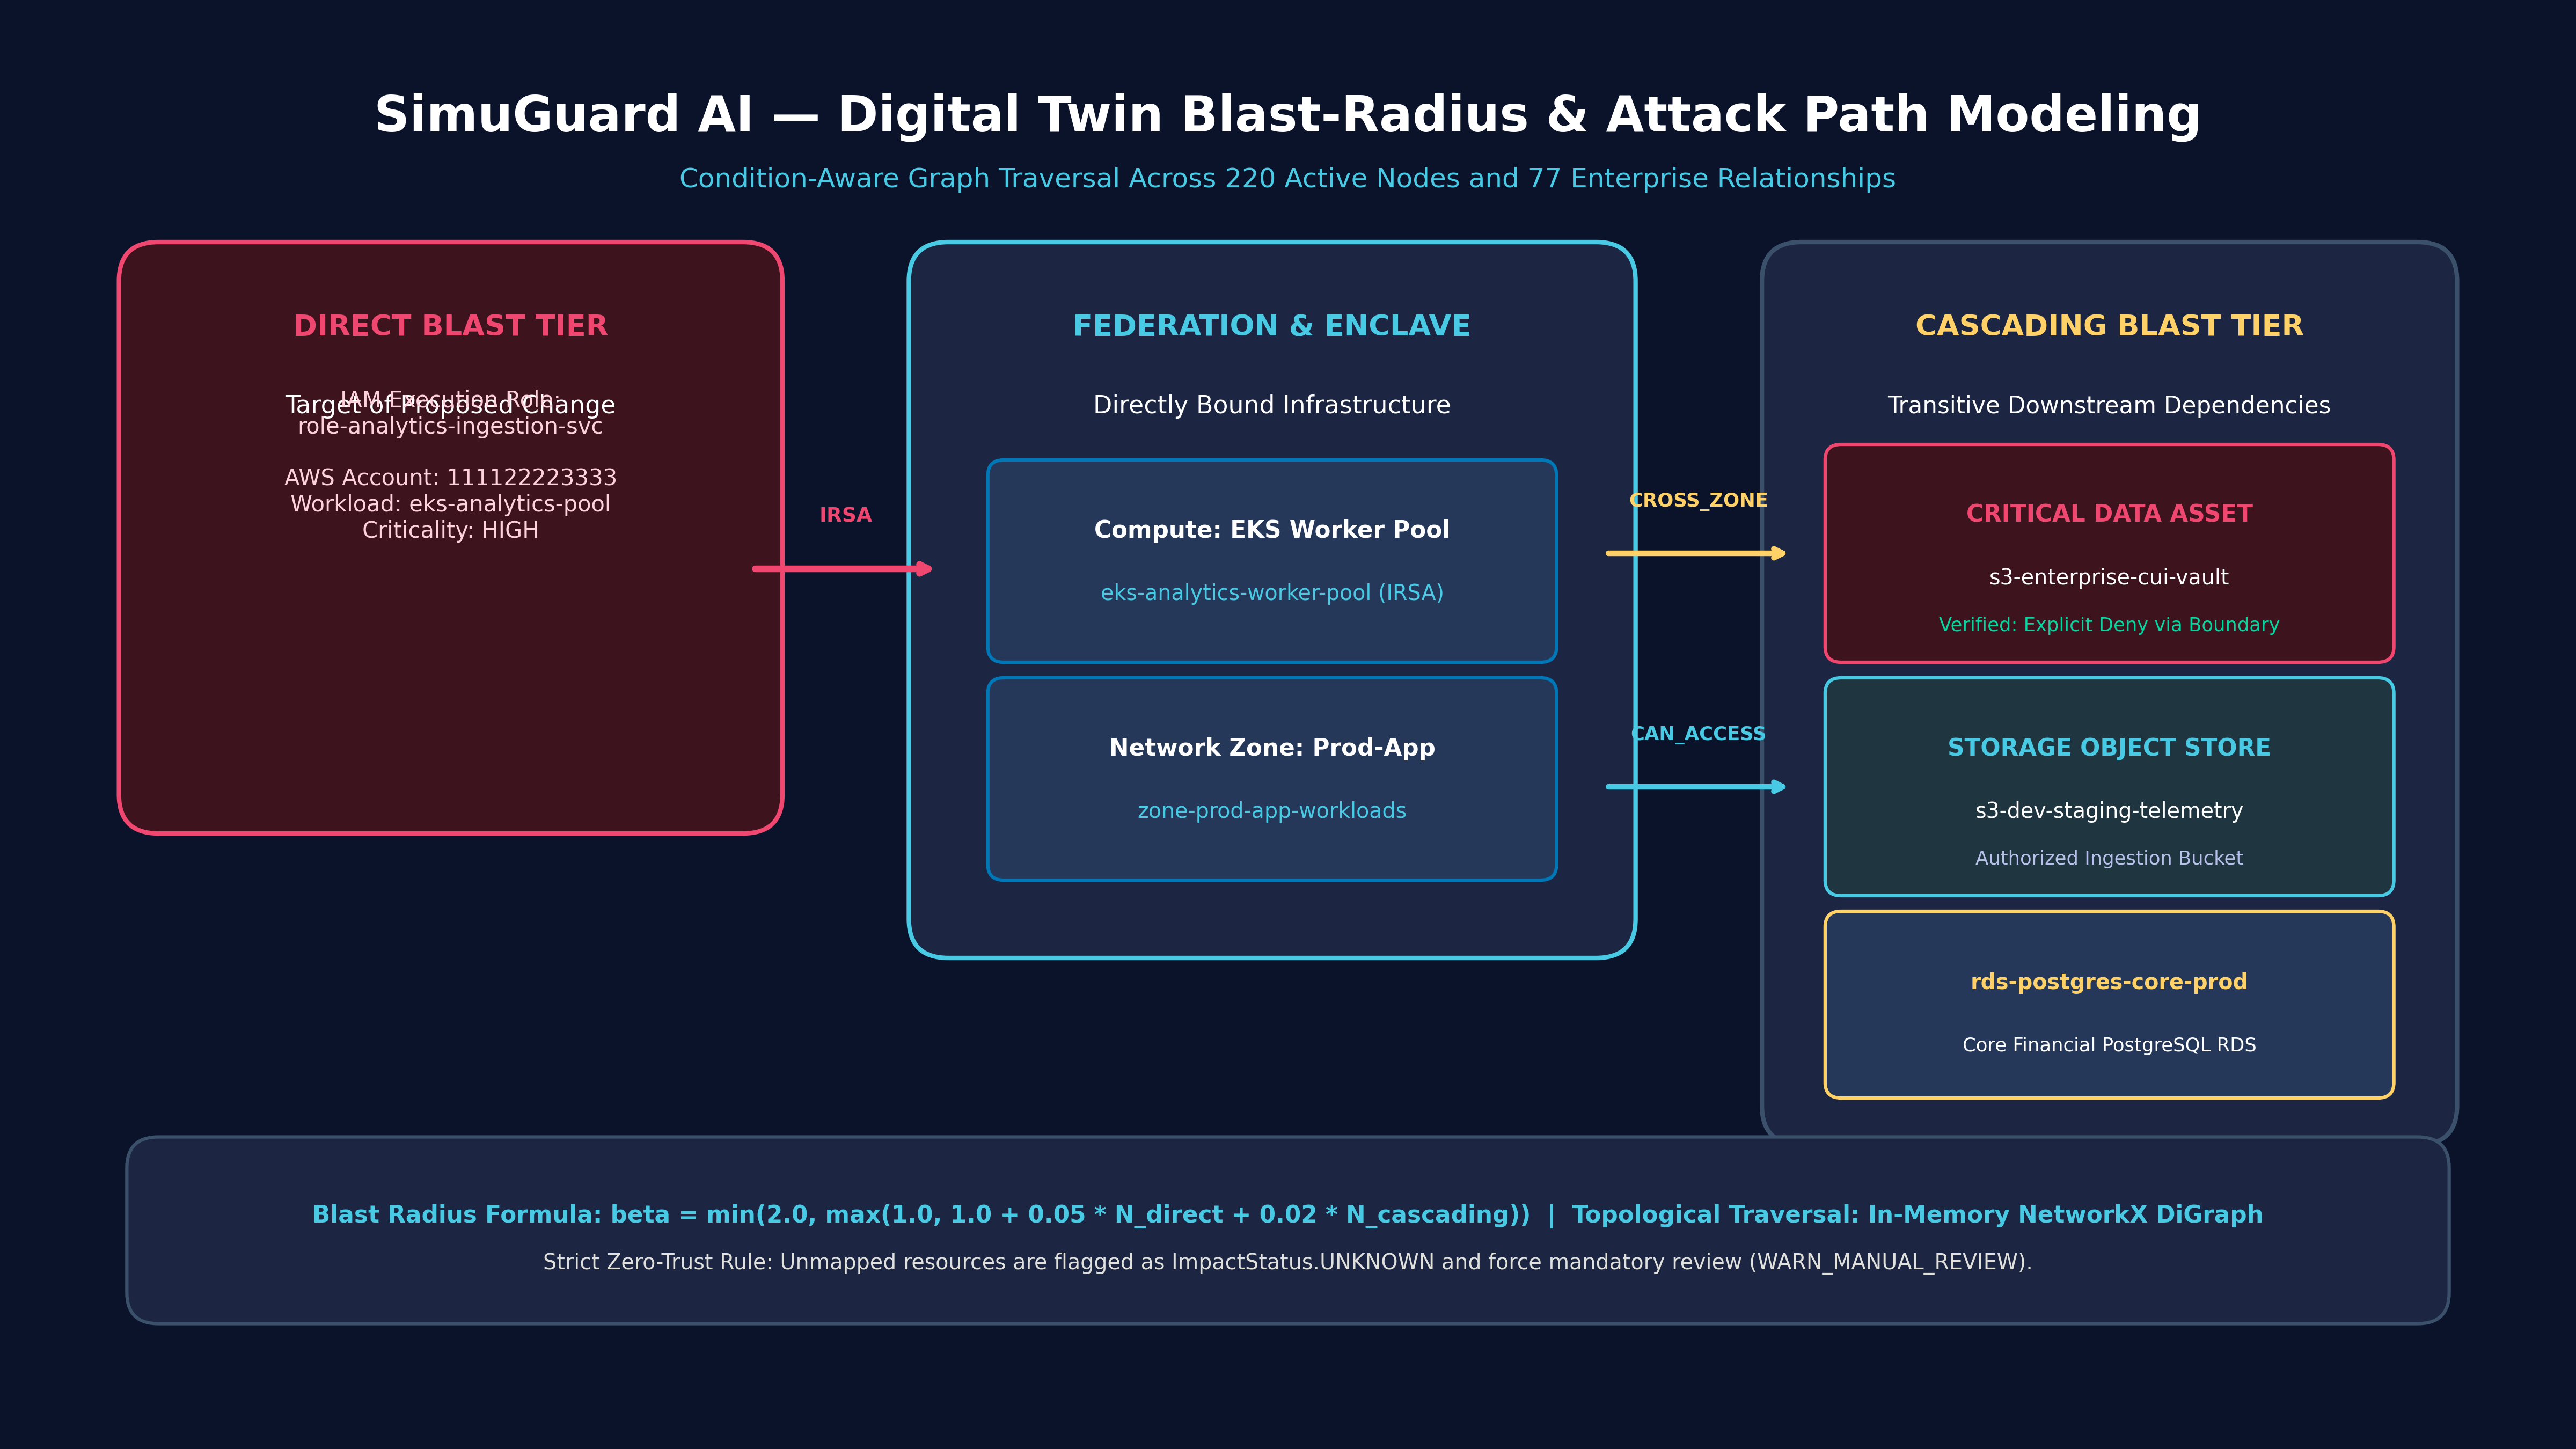 SimuGuard AI — Digital Twin Blast-Radius & Attack Path Modeling
Condition-Aware Graph Traversal Across 220 Active Nodes and 77 Enterprise Relationships
DIRECT BLAST TIER
Target of Proposed Change
IAM Execution Role:
role-analytics-ingestion-svc
AWS Account: 111122223333
Workload: eks-analytics-pool
Criticality: HIGH
IRSA
FEDERATION & ENCLAVE
Directly Bound Infrastructure
Compute: EKS Worker Pool
eks-analytics-worker-pool (IRSA)
Network Zone: Prod-App
zone-prod-app-workloads
CROSS_ZONE
CAN_ACCESS
CASCADING BLAST TIER
Transitive Downstream Dependencies
CRITICAL DATA ASSET
s3-enterprise-cui-vault
Verified: Explicit Deny via Boundary
STORAGE OBJECT STORE
s3-dev-staging-telemetry
Authorized Ingestion Bucket
rds-postgres-core-prod
Core Financial PostgreSQL RDS
Blast Radius Formula: beta = min(2.0, max(1.0, 1.0 + 0.05 * N_direct + 0.02 * N_cascading)) | Topological Traversal: In-Memory NetworkX DiGraph
Strict Zero-Trust Rule: Unmapped resources are flagged as ImpactStatus.UNKNOWN and force mandatory review (WARN_MANUAL_REVIEW).